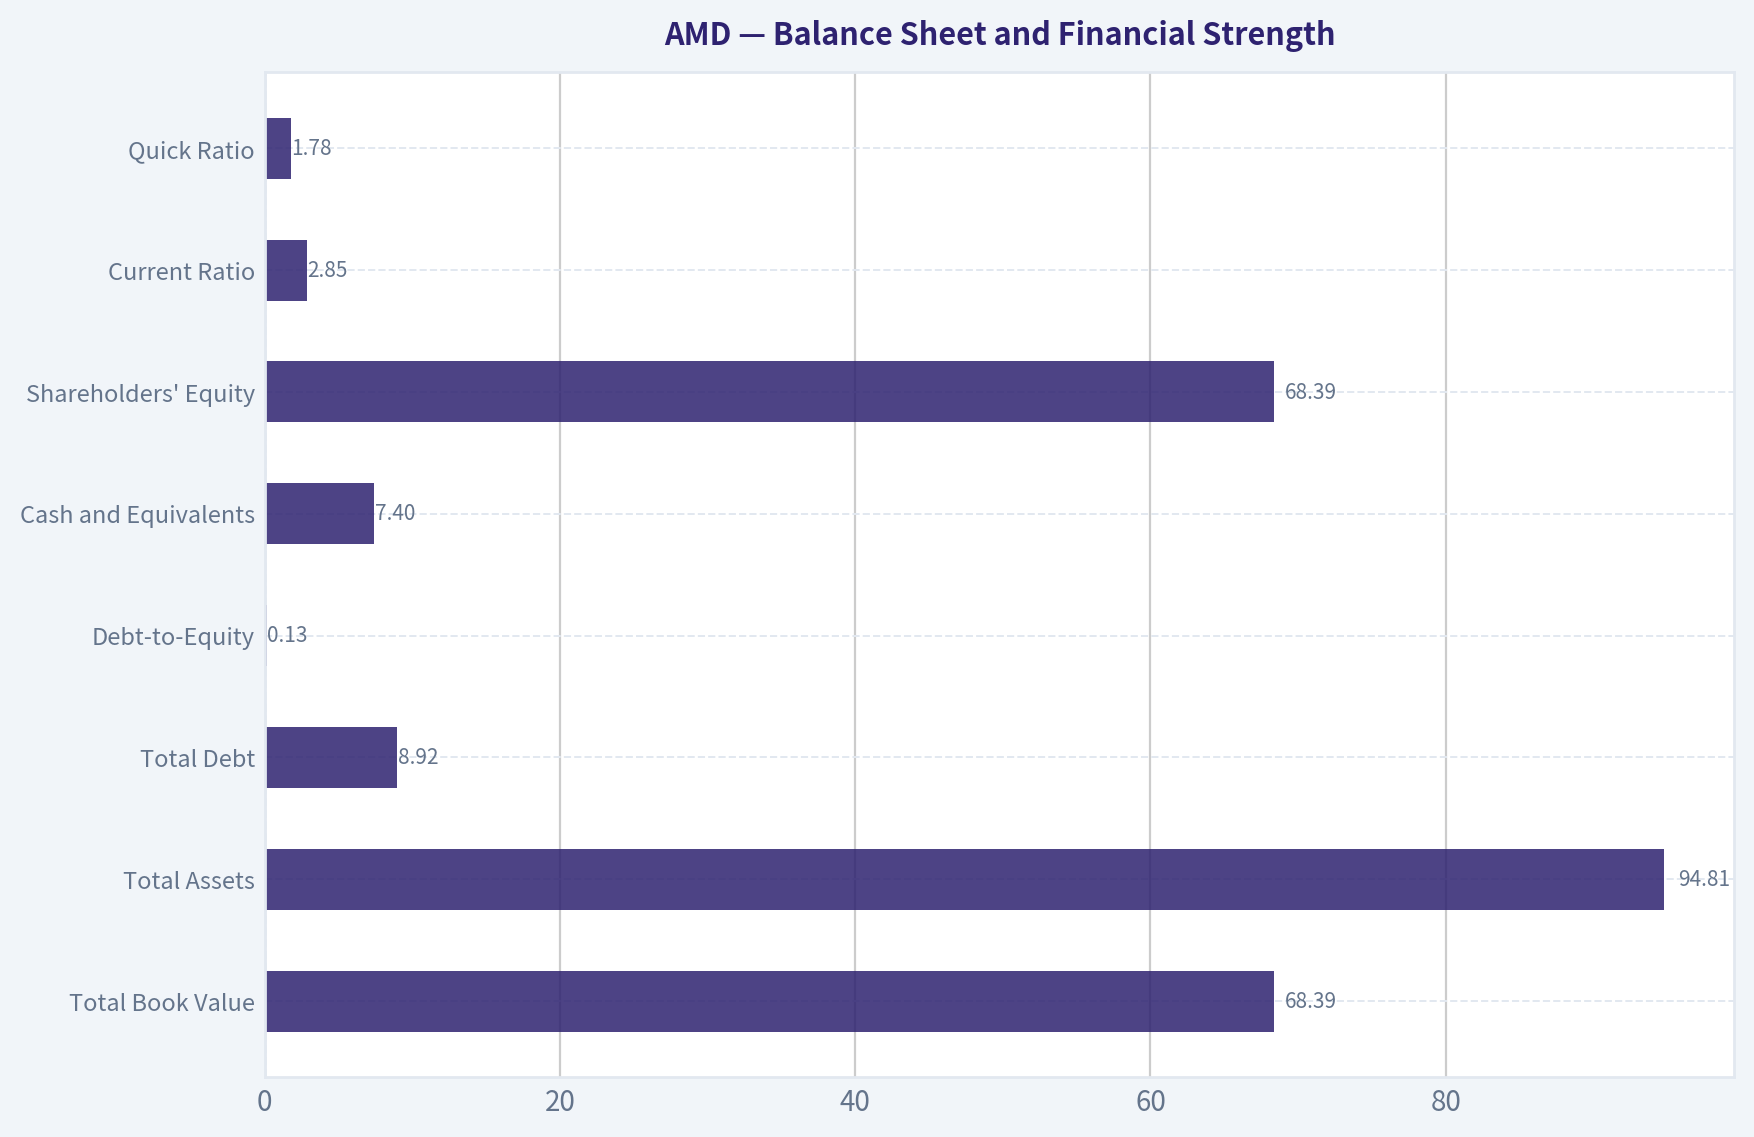 AMD — Balance Sheet and Financial Strength
Quick Ratio 1.78
Current Ratio 2.85
Shareholders' Equity 68.39
Cash and Equivalents 7.40
Debt-to-Equity 0.13
Total Debt 8.92
Total Assets 94.81
Total Book Value 68.39
0 20 40 60 80